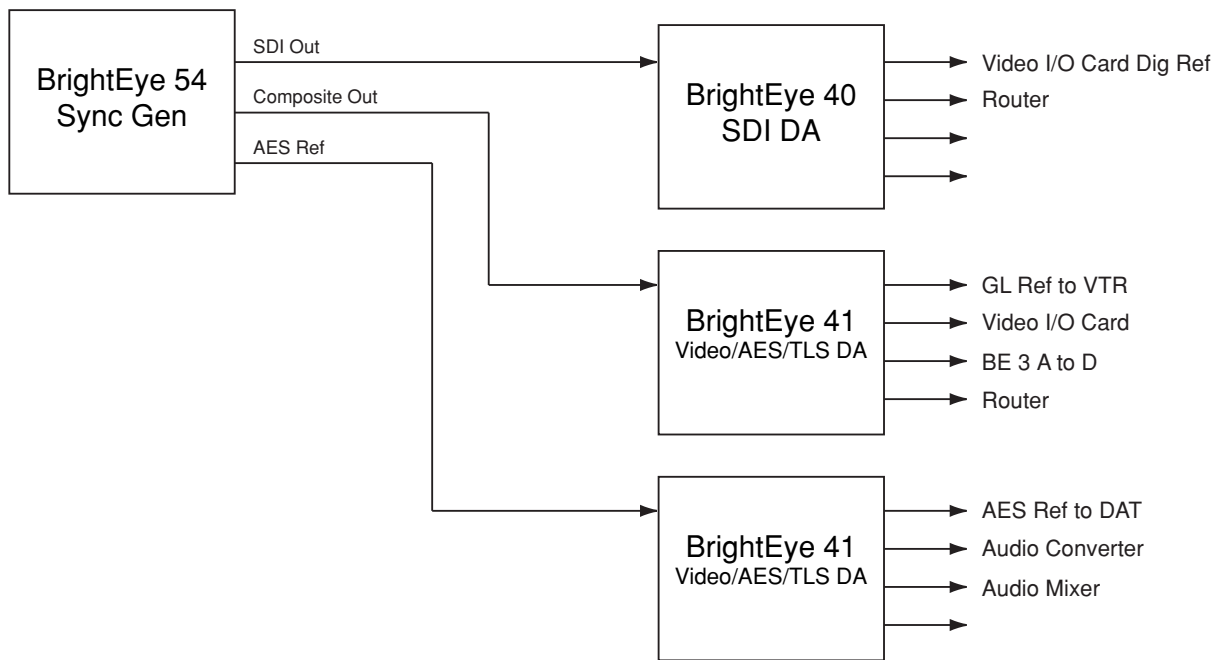 BrightEye 54
Sync Gen
SDI Out
Composite Out
AES Ref
BrightEye 40
SDI DA
Video I/O Card Dig Ref
Router
BrightEye 41
Video/AES/TLS DA
GL Ref to VTR
Video I/O Card
BE 3 A to D
Router
BrightEye 41
Video/AES/TLS DA
AES Ref to DAT
Audio Converter
Audio Mixer